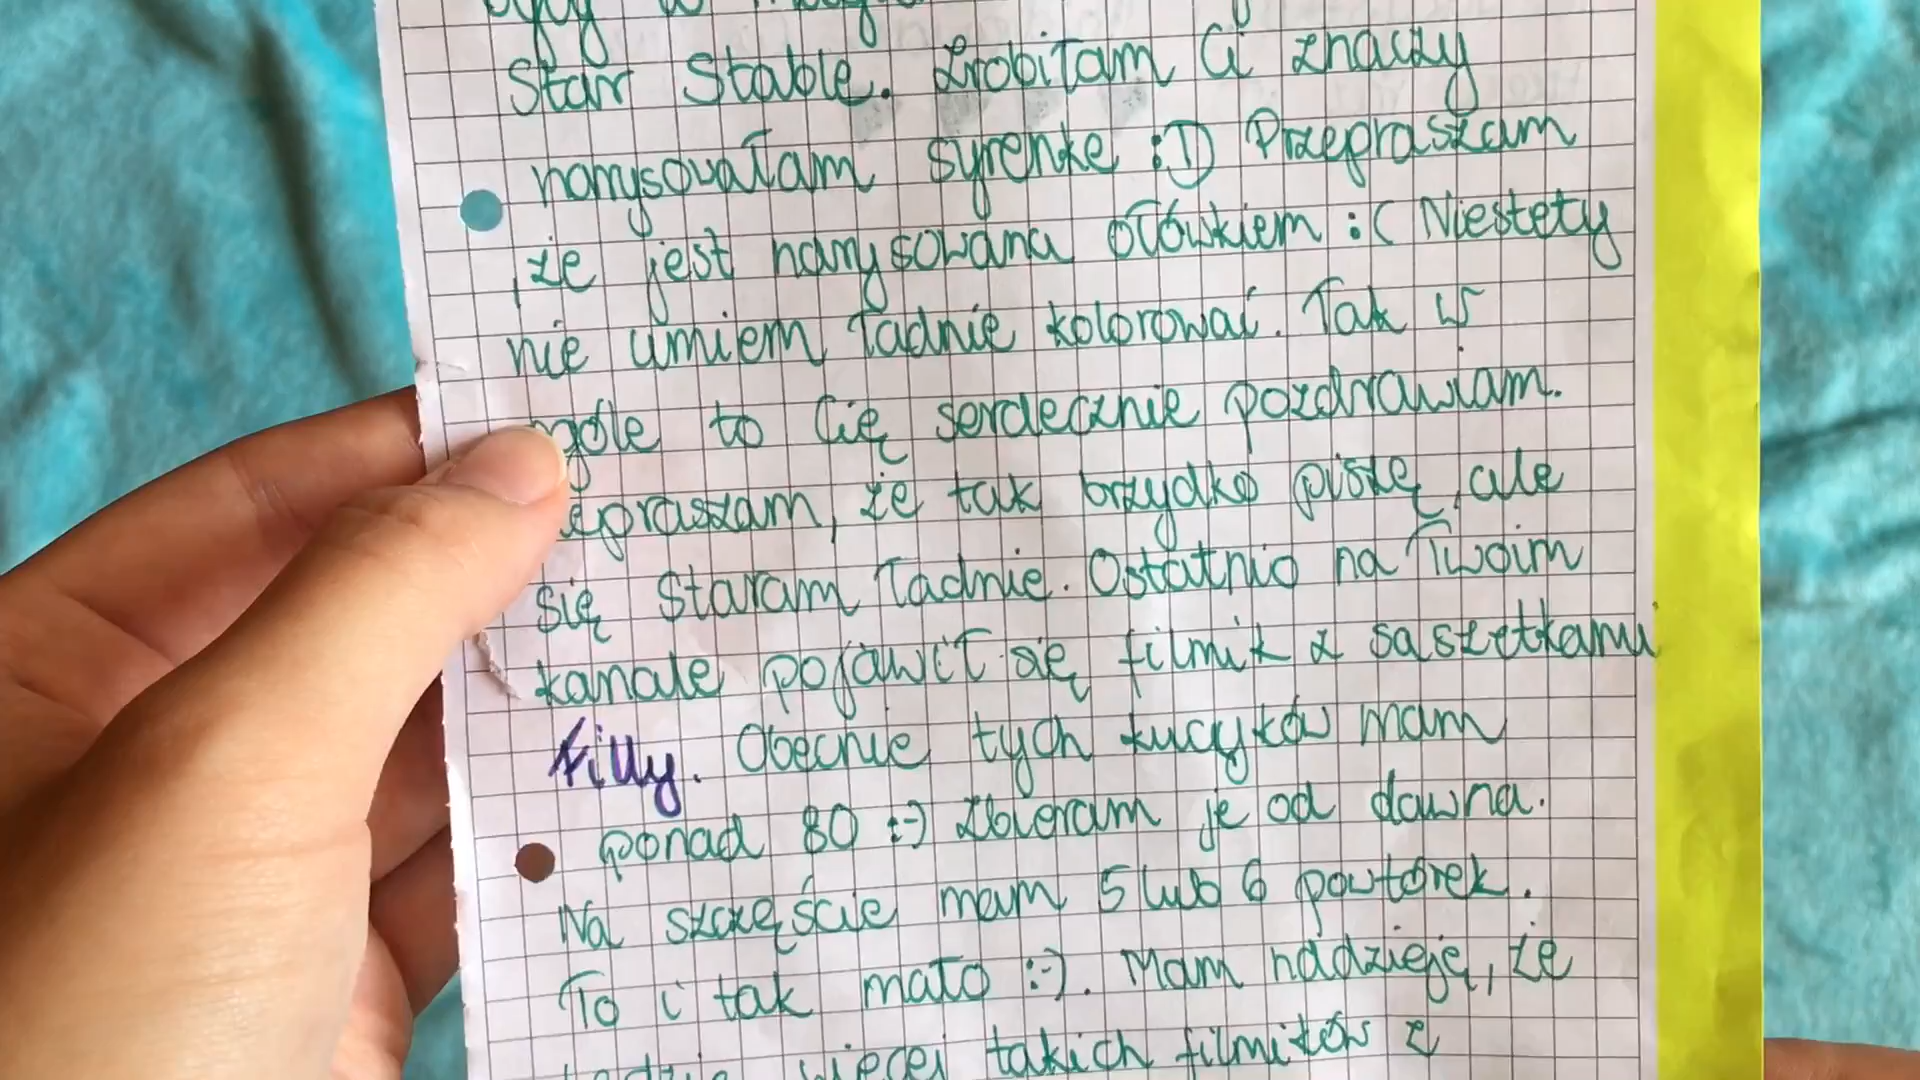 Star Stable. Zrobiłam Ci znaczy
narysowałam syrenke :D Przepraszam
,że jest narysowana ołówkiem :( Niestety
nie umiem ładnie kolorować. Tak w
ogóle to Cię serdecznie pozdrawiam.
że tak brzydko piszę, ale
się staram ładnie. Ostatnio na Twoim
kanale pojawił się filmik z saszetkami
Filly. Obecnie tych kucyków mam
ponad 80 :-) Zbieram je od dawna.
Na szczęście mam 5 lub 6 powtórek.
To i tak mało :-). Mam nadzieję, że
więcej takich filmików z